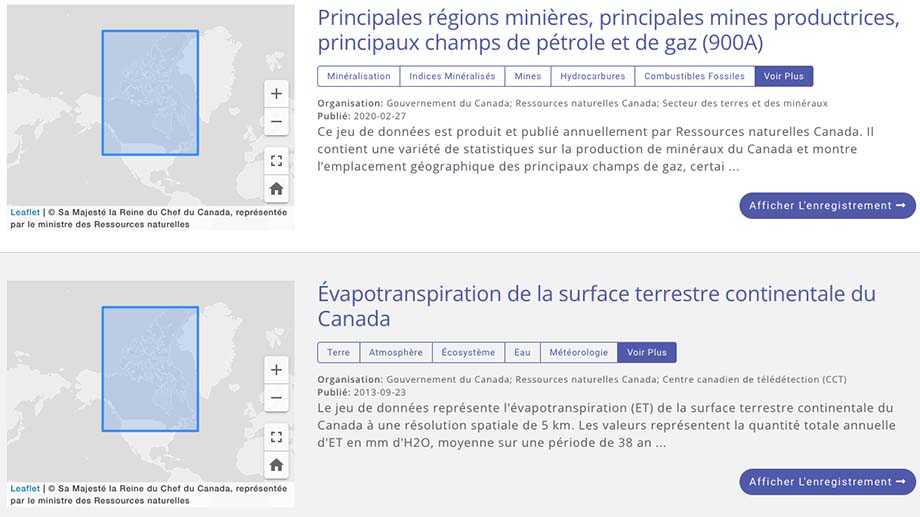 Principales régions minières, principales mines productrices,
principaux champs de pétrole et de gaz (900A)
Minéralisation Indices Minéralisés Mines Hydrocarbures Combustibles Fossiles Voir Plus
Organisation: Gouvernement du Canada; Ressources naturelles Canada; Secteur des terres et des minéraux
Publié: 2020-02-27
Ce jeu de données est produit et publié annuellement par Ressources naturelles Canada. Il
contient une variété de statistiques sur la production de minéraux du Canada et montre
l’emplacement géographique des principaux champs de gaz, certai ...
Afficher L'enregistrement →
+
−
Leaflet | © Sa Majesté la Reine du Chef du Canada, représentée
par le ministre des Ressources naturelles
Évapotranspiration de la surface terrestre continentale du
Canada
Terre Atmosphère Écosystème Eau Météorologie Voir Plus
Organisation: Gouvernement du Canada; Ressources naturelles Canada; Centre canadien de télédétection (CCT)
Publié: 2013-09-23
Le jeu de données représente l'évapotranspiration (ET) de la surface terrestre continentale du
Canada à une résolution spatiale de 5 km. Les valeurs représentent la quantité totale annuelle
d'ET en mm d'H2O, moyenne sur une période de 38 an ...
Afficher L'enregistrement →
+
−
Leaflet | © Sa Majesté la Reine du Chef du Canada, représentée
par le ministre des Ressources naturelles